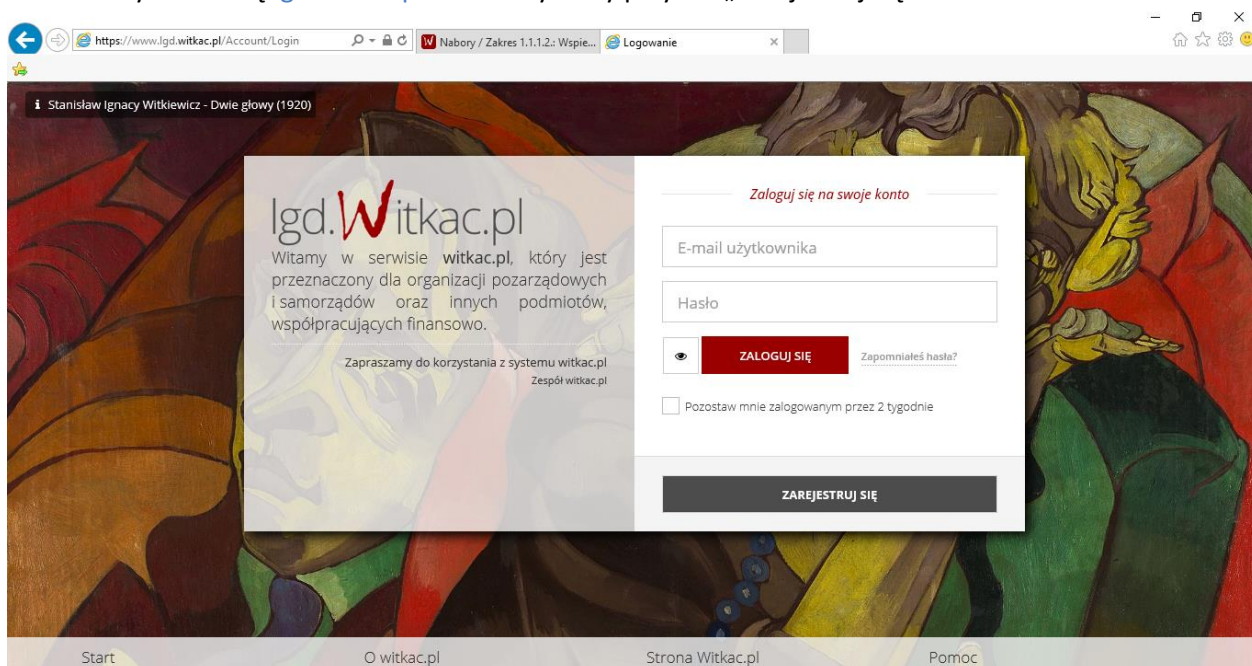 https://www.lgd.witkac.pl/Account/Login
Nabory / Zakres 1.1.1.2.: Wspie...
Logowanie
Stanisław Ignacy Witkiewicz - Dwie głowy (1920)
lgd.Witkac.pl
Witamy w serwisie witkac.pl, który jest
przeznaczony dla organizacji pozarządowych
i samorządów oraz innych podmiotów,
współpracujących finansowo.
Zapraszamy do korzystania z systemu witkac.pl
Zespół witkac.pl
Zaloguj się na swoje konto
E-mail użytkownika
Hasło
ZALOGUJ SIĘ
Zapomniałeś hasła?
Pozostaw mnie zalogowanym przez 2 tygodnie
ZAREJESTRUJ SIĘ
Start
O witkac.pl
Strona Witkac.pl
Pomoc